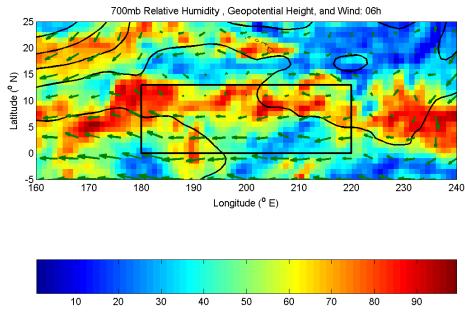 700mb Relative Humidity , Geopotential Height, and Wind: 06h
25
20
15
10
5
0
-5
Latitude (° N)
160 170 180 190 200 210 220 230 240
Longitude (° E)
10 20 30 40 50 60 70 80 90